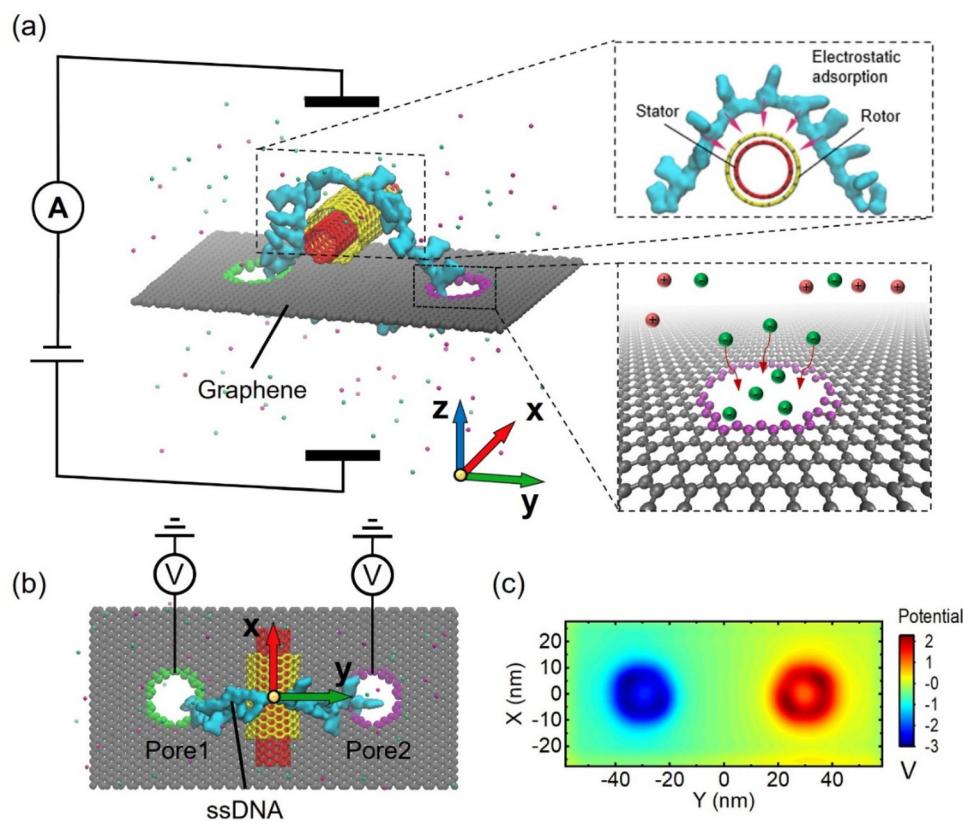 (a)
A
Graphene
z
x
y
Electrostatic
adsorption
Stator
Rotor
+ - + - + +
+
- - -
- - - -
(b)
V
V
x
y
Pore1
Pore2
ssDNA
(c)
Potential
20
10
0
-10
-20
X (nm)
-40 -20 0 20 40
Y (nm)
2
1
-0
-1
-2
-3
V